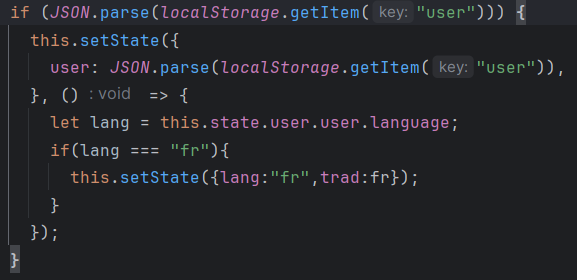 if (JSON.parse(localStorage.getItem( key: "user"))) {
  this.setState({
    user: JSON.parse(localStorage.getItem( key: "user")),
  }, () : void => {
    let lang = this.state.user.user.language;
    if(lang === "fr"){
      this.setState({lang:"fr",trad:fr});
    }
  });
}